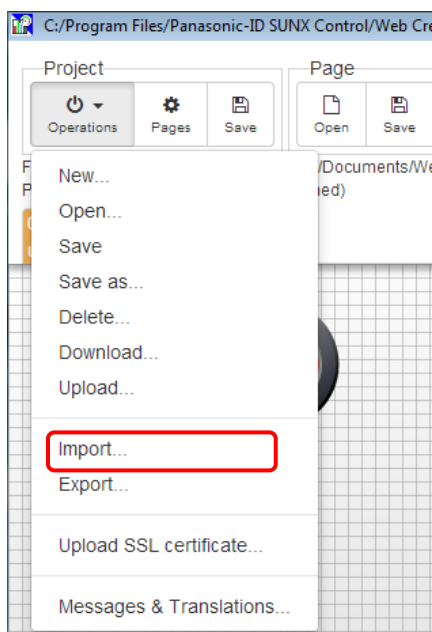 C:/Program Files/Panasonic-ID SUNX Control/Web Cre
Project
Page
Operations
Pages
Save
Open
Save
New...
/Documents/We
Open...
Save
Save as...
Delete...
Download...
Upload...
Import...
Export...
Upload SSL certificate...
Messages & Translations...